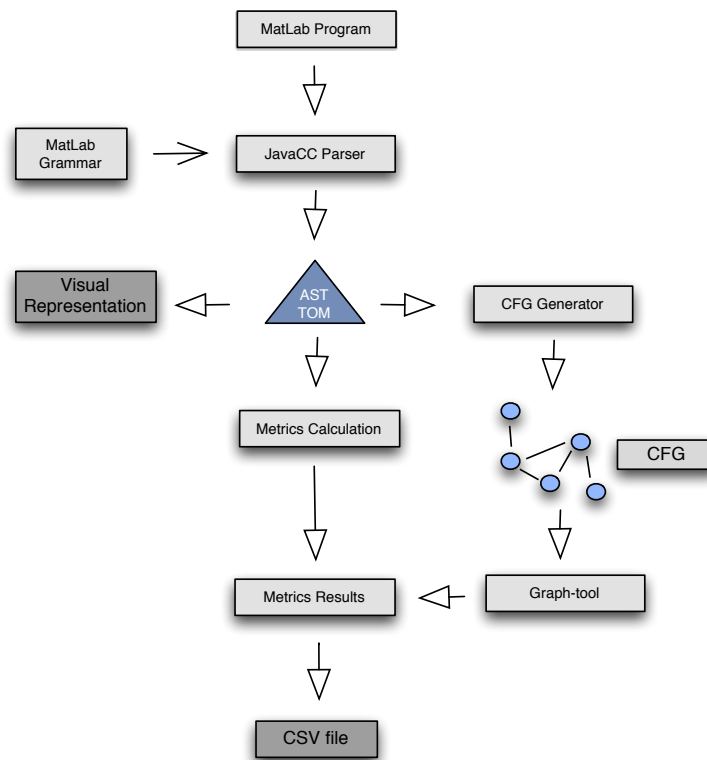 MatLab Program
MatLab
Grammar
JavaCC Parser
Visual
Representation
AST
TOM
CFG Generator
Metrics Calculation
CFG
Metrics Results
Graph-tool
CSV file